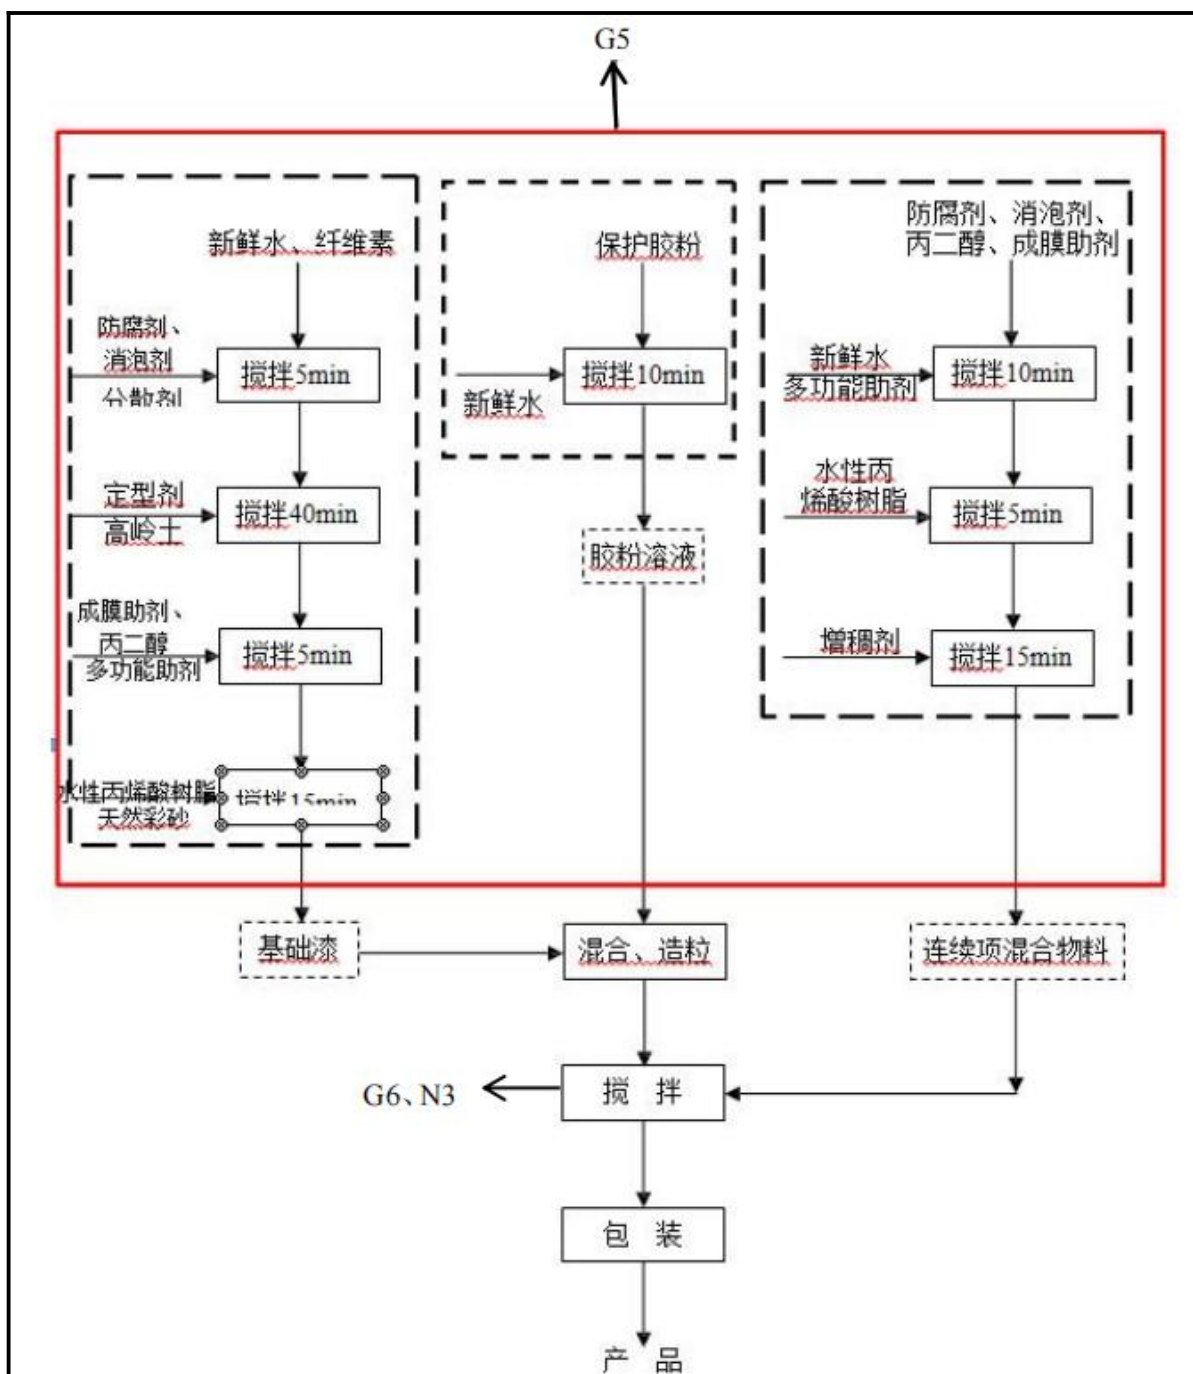 G5
新鲜水、纤维素
防腐剂、
消泡剂
分散剂
搅拌5min
定型剂
高岭土
搅拌40min
成膜助剂、
丙二醇
多功能助剂
搅拌5min
水性丙烯酸树脂
天然彩砂
搅拌15min
保护胶粉
新鲜水
搅拌10min
胶粉溶液
防腐剂、消泡剂、
丙二醇、成膜助剂
新鲜水
多功能助剂
搅拌10min
水性丙
烯酸树脂
搅拌5min
增稠剂
搅拌15min
基础漆
混合、造粒
连续项混合物料
搅 拌
G6、N3
包 装
产 品